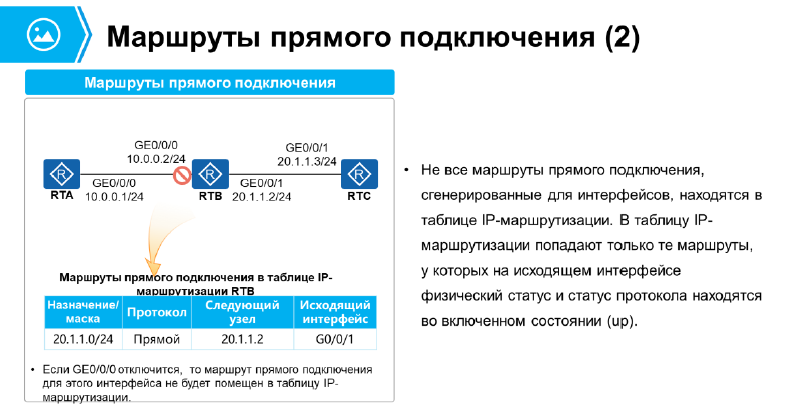 Маршруты прямого подключения (2)
Маршруты прямого подключения
GE0/0/0
10.0.0.2/24
GE0/0/1
20.1.1.3/24
R
R
R
RTA
GE0/0/0
10.0.0.1/24
RTB
GE0/0/1
20.1.1.2/24
RTC
Маршруты прямого подключения в таблице IP-
маршрутизации RTB
Назначение/ Протокол Следующий Исходящий
маска узел интерфейс
20.1.1.0/24 Прямой 20.1.1.2 G0/0/1
• Если GE0/0/0 отключится, то маршрут прямого подключения
для этого интерфейса не будет помещен в таблицу IP-
маршрутизации.
• Не все маршруты прямого подключения,
сгенерированные для интерфейсов, находятся в
таблице IP-маршрутизации. В таблицу IP-
маршрутизации попадают только те маршруты,
у которых на исходящем интерфейсе
физический статус и статус протокола находятся
во включенном состоянии (up).